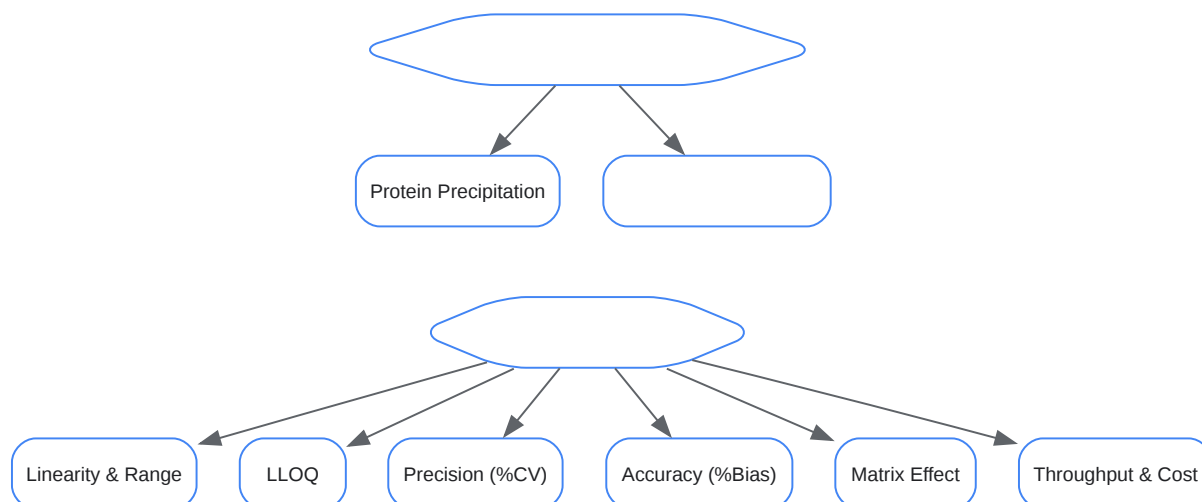 Protein Precipitation
Linearity & Range
LLOQ
Precision (%CV)
Accuracy (%Bias)
Matrix Effect
Throughput & Cost